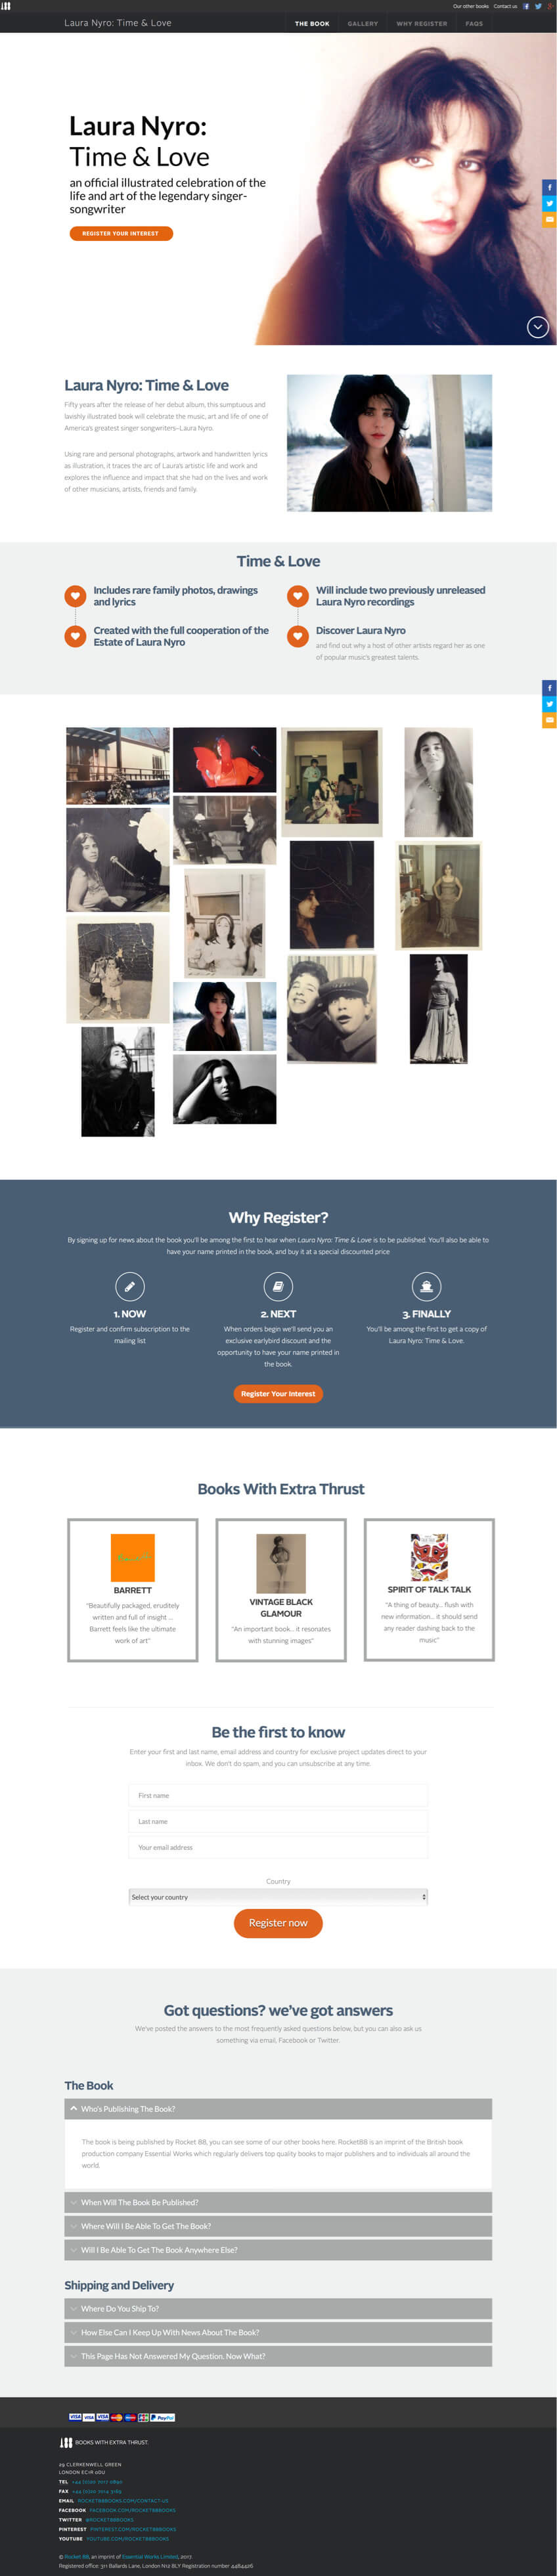 Our other books Contact us
Laura Nyro: Time & Love
THE BOOK GALLERY WHY REGISTER FAQS
Laura Nyro:
Time & Love
an official illustrated celebration of the
life and art of the legendary singer-
songwriter
REGISTER YOUR INTEREST
Laura Nyro: Time & Love
Fifty years after the release of her debut album, this sumptuous and
lavishly illustrated book will celebrate the music, art and life of one of
America's greatest singer songwriters–Laura Nyro.
Using rare and personal photographs, artwork and handwritten lyrics
as illustration, it traces the arc of Laura's artistic life and work and
explores the influence and impact that she had on the lives and work
of other musicians, artists, friends and family.
Time & Love
Includes rare family photos, drawings
and lyrics
Will include two previously unreleased
Laura Nyro recordings
Created with the full cooperation of the
Estate of Laura Nyro
Discover Laura Nyro
and find out why a host of other artists regard her as one
of popular music's greatest talents.
Why Register?
By signing up for news about the book you'll be among the first to hear when Laura Nyro: Time & Love is to be published. You'll also be able to
have your name printed in the book, and buy it at a special discounted price
1. NOW
Register and confirm subscription to the
mailing list
2. NEXT
When orders begin we'll send you an
exclusive earlybird discount and the
opportunity to have your name printed in
the book.
3. FINALLY
You'll be among the first to get a copy of
Laura Nyro: Time & Love.
Register Your Interest
Books With Extra Thrust
BARRETT
"Beautifully packaged, eruditely
written and full of insight ...
Barrett feels like the ultimate
work of art"
VINTAGE BLACK
GLAMOUR
"An important book... it resonates
with stunning images"
SPIRIT OF TALK TALK
"A thing of beauty... flush with
new information... it should send
any reader dashing back to the
music"
Be the first to know
Enter your first and last name, email address and country for exclusive project updates direct to your
inbox. We don't do spam, and you can unsubscribe at any time.
First name
Last name
Your email address
Country
Select your country
Register now
Got questions? we've got answers
We've posted the answers to the most frequently asked questions below, but you can also ask us
something via email, Facebook or Twitter.
The Book
Who's Publishing The Book?
The book is being published by Rocket 88, you can see some of our other books here. Rocket88 is an imprint of the British book
production company Essential Works which regularly delivers top quality books to major publishers and to individuals all around the
world.
When Will The Book Be Published?
Where Will I Be Able To Get The Book?
Will I Be Able To Get The Book Anywhere Else?
Shipping and Delivery
Where Do You Ship To?
How Else Can I Keep Up With News About The Book?
This Page Has Not Answered My Question. Now What?
VISA VISA VISA PayPal
BOOKS WITH EXTRA THRUST.
29 CLERKENWELL GREEN
LONDON EC1R 0DU
TEL
FAX
EMAIL ROCKET88BOOKS.COM/CONTACT-US
FACEBOOK FACEBOOK.COM/ROCKET88BOOKS
TWITTER @ROCKET88BOOKS
PINTEREST PINTEREST.COM/ROCKET88BOOKS
YOUTUBE YOUTUBE.COM/ROCKET88BOOKS
© Rocket 88, an imprint of Essential Works Limited, 2017.
Registered office: 311 Ballards Lane, London N12 8LY Registration number